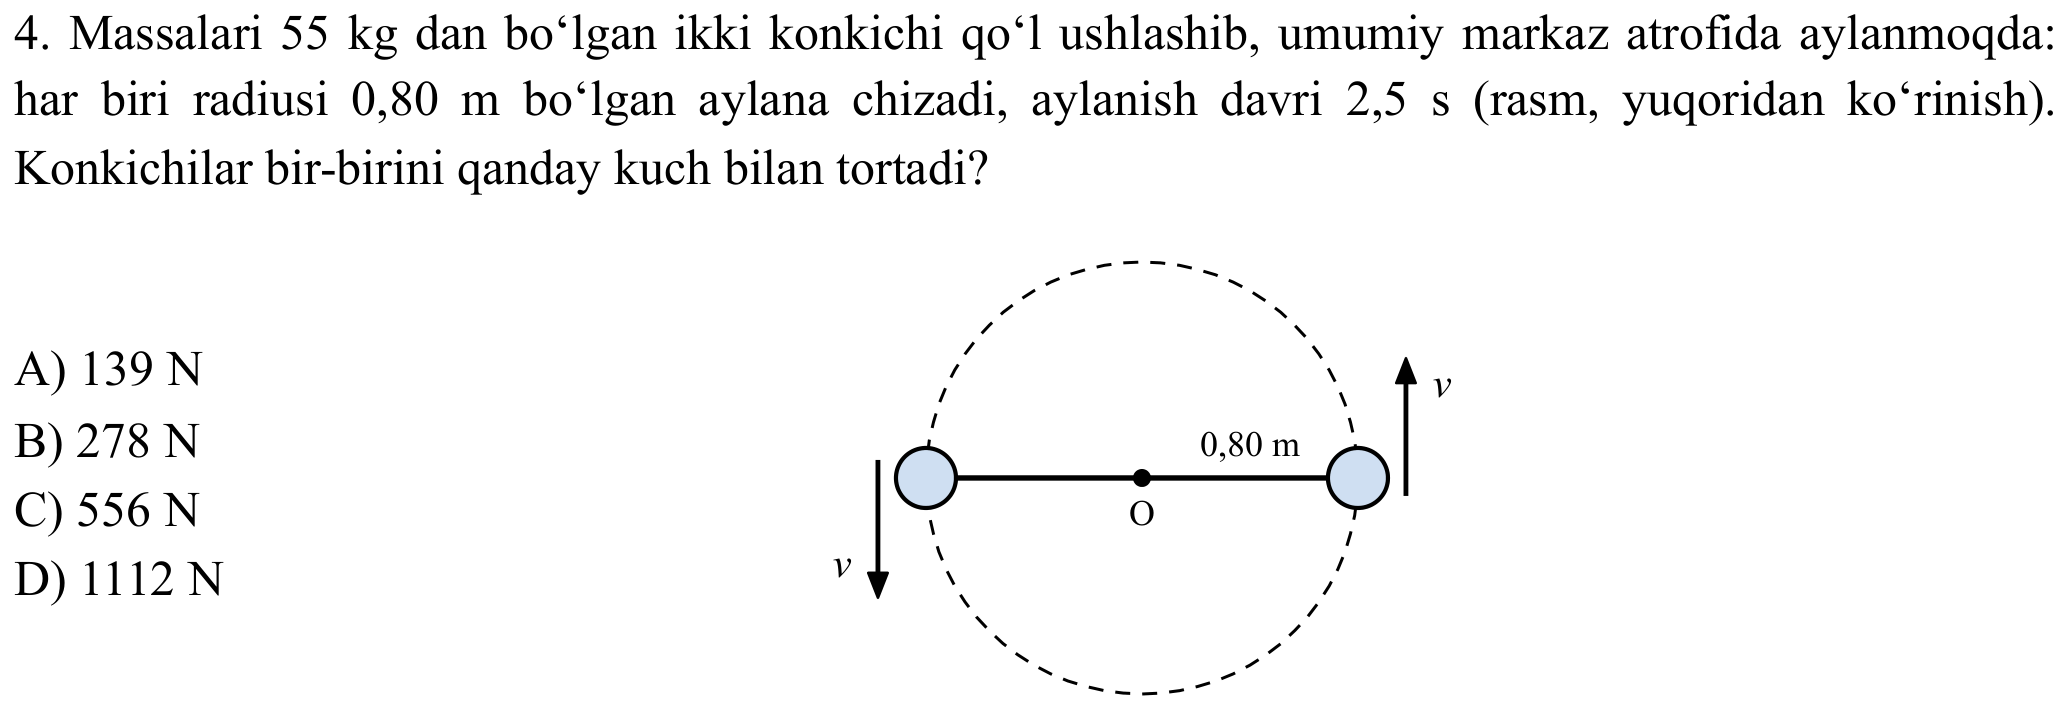 4. Massalari 55 kg dan bo‘lgan ikki konkichi qo‘l ushlashib, umumiy markaz atrofida aylanmoqda:
har biri radiusi 0,80 m bo‘lgan aylana chizadi, aylanish davri 2,5 s (rasm, yuqoridan ko‘rinish).
Konkichilar bir-birini qanday kuch bilan tortadi?
A) 139 N
B) 278 N
C) 556 N
D) 1112 N
v
0,80 m
O
v